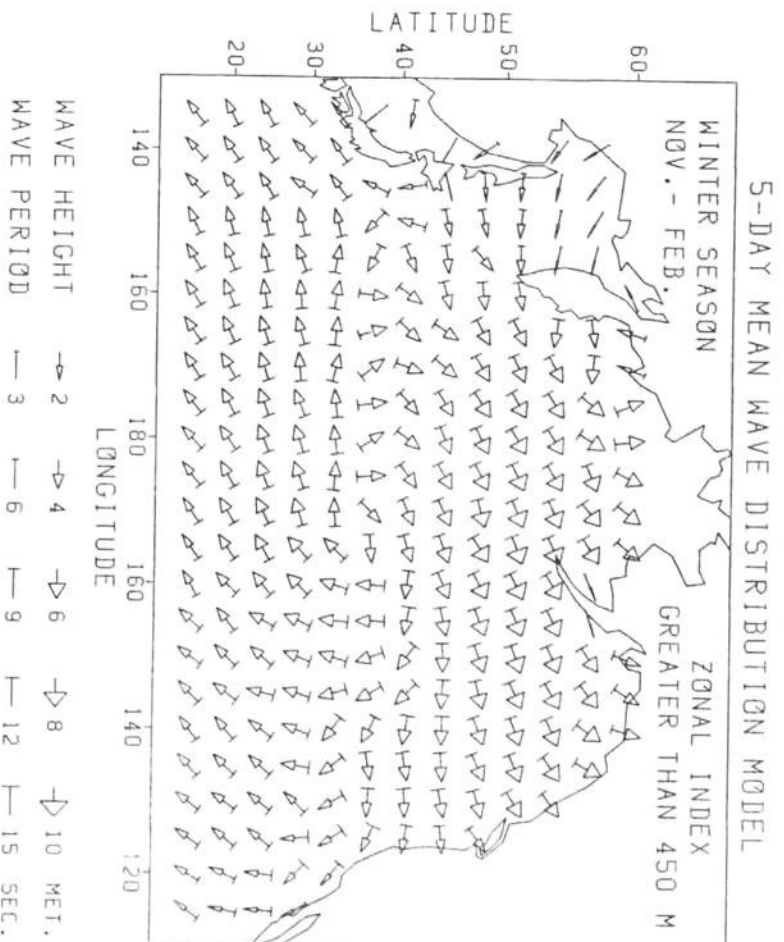 5-DAY MEAN WAVE DISTRIBUTION MODEL
WINTER SEASON
NOV.- FEB.
ZONAL INDEX
GREATER THAN 450 M
LATITUDE
60
50
40
30
20
140 160 180 160 140 120
LONGITUDE
WAVE HEIGHT 2 4 6 8 10 MET.
WAVE PERIOD 3 6 9 12 15 SEC.